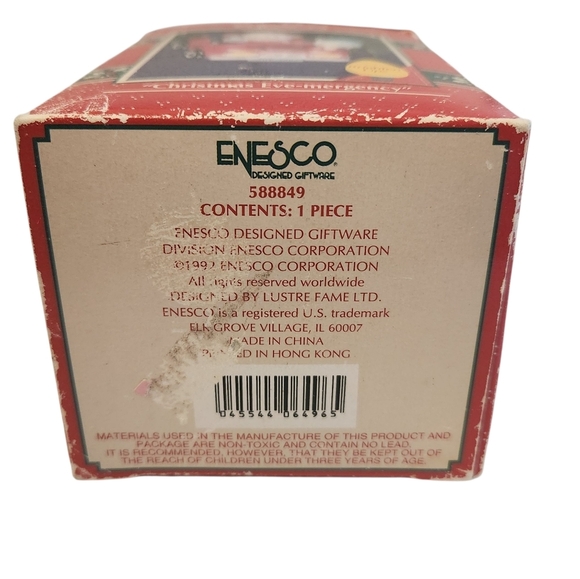 "Christmas Eve-mergency"
ENESCO®
DESIGNED GIFTWARE
588849
CONTENTS: 1 PIECE
ENESCO DESIGNED GIFTWARE
DIVISION ENESCO CORPORATION
©1992 ENESCO CORPORATION
All rights reserved worldwide
DESIGNED BY LUSTRE FAME LTD.
ENESCO is a registered U.S. trademark
ELK GROVE VILLAGE, IL 60007
MADE IN CHINA
PRINTED IN HONG KONG
045544 064965
MATERIALS USED IN THE MANUFACTURE OF THIS PRODUCT AND
PACKAGE ARE NON-TOXIC AND CONTAIN NO LEAD.
IT IS RECOMMENDED, HOWEVER, THAT THEY BE KEPT OUT OF
THE REACH OF CHILDREN UNDER THREE YEARS OF AGE.